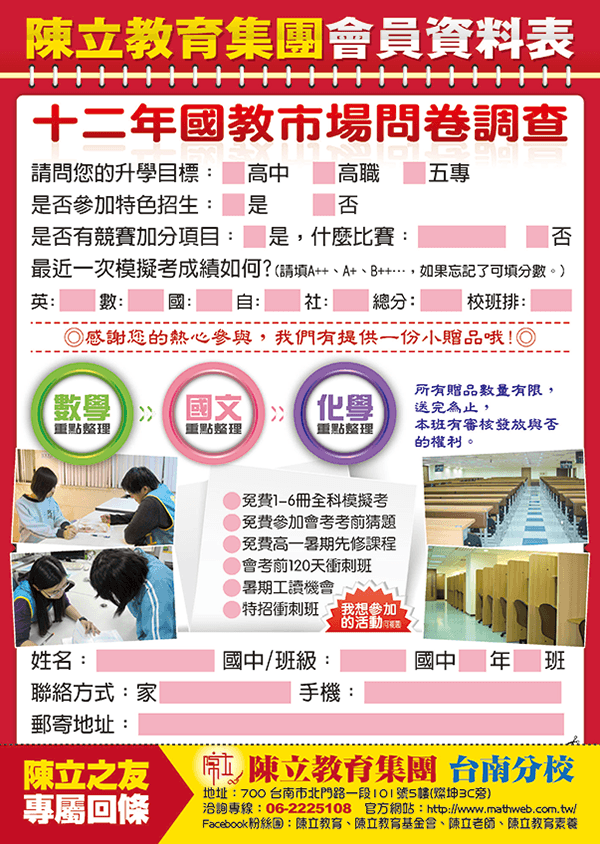 陳立教育集團會員資料表
十二年國教市場問卷調查
請問您的升學目標： 高中 高職 五專
是否參加特色招生： 是 否
是否有競賽加分項目： 是，什麼比賽： 否
最近一次模擬考成績如何?(請填A++、A+、B++…，如果忘記了可填分數。)
英: 數: 國: 自: 社: 總分: 校班排:
◎感謝您的熱心參與，我們有提供一份小贈品哦!◎
數學
重點整理
>>
國文
重點整理
>>
化學
重點整理
所有贈品數量有限，
送完為止，
本班有審核發放與否
的權利。
免費1-6冊全科模擬考
免費參加會考考前猜題
免費高一暑期先修課程
會考前120天衝刺班
暑期工讀機會
特招衝刺班
我想參加
的活動(可複選)
姓名： 國中/班級： 國中 年 班
聯絡方式：家 手機：
郵寄地址：
陳立之友
專屬回條
陳立教育集團 台南分校
地址：700 台南市北門路一段101號5樓(燦坤3C旁)
洽詢專線：06-2225108 官方網站：http://www.mathweb.com.tw/
Facebook粉絲團：陳立教育、陳立教育基金會、陳立老師、陳立教育素養